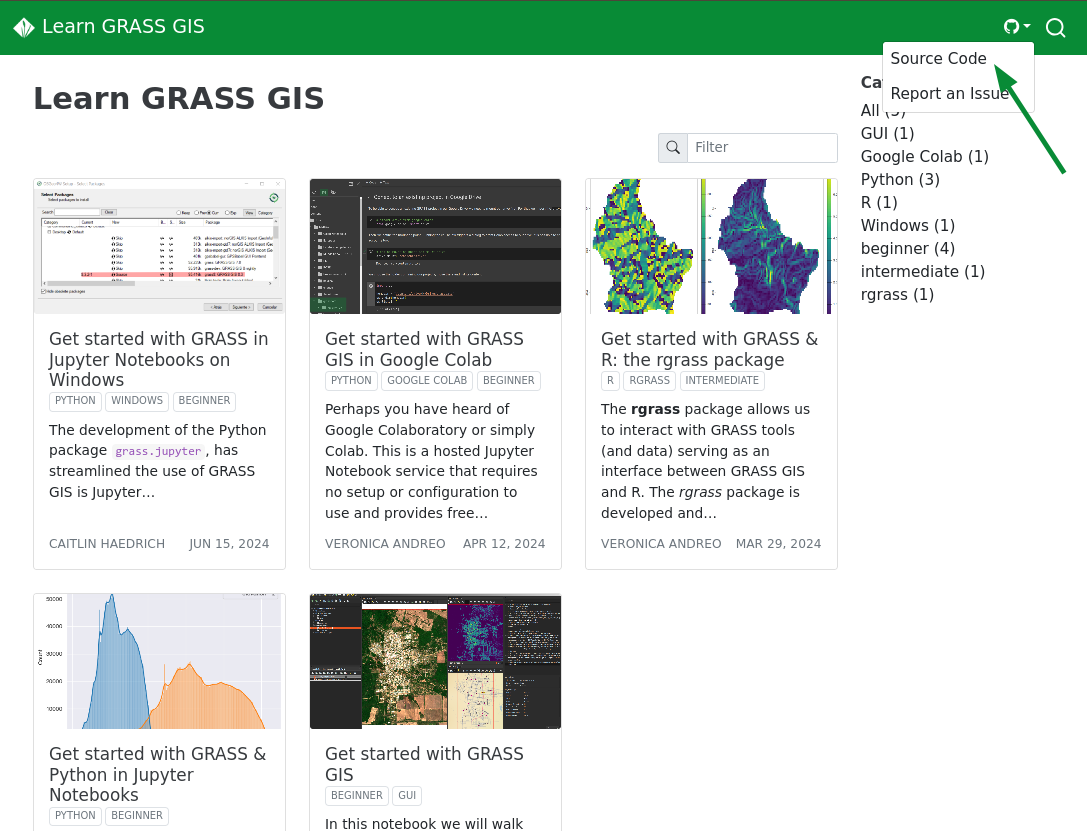 Learn GRASS GIS
Source Code
Report an Issue
Learn GRASS GIS
Filter
All
GUI (1)
Google Colab (1)
Python (3)
R (1)
Windows (1)
beginner (4)
intermediate (1)
rgrass (1)
Select Packages
Get started with GRASS in
Jupyter Notebooks on
Windows
PYTHON WINDOWS BEGINNER
The development of the Python
package grass.jupyter, has
streamlined the use of GRASS
GIS is Jupyter…
CAITLIN HAEDRICH JUN 15, 2024
Get started with GRASS
GIS in Google Colab
PYTHON GOOGLE COLAB BEGINNER
Perhaps you have heard of
Google Colaboratory or simply
Colab. This is a hosted Jupyter
Notebook service that requires
no setup or configuration to
use and provides free…
VERONICA ANDREO APR 12, 2024
Get started with GRASS &
R: the rgrass package
R RGRASS INTERMEDIATE
The rgrass package allows us
to interact with GRASS tools
(and data) serving as an
interface between GRASS GIS
and R. The rgrass package is
developed and…
VERONICA ANDREO MAR 29, 2024
50000
40000
30000
20000
10000
Count
Get started with GRASS &
Python in Jupyter
Notebooks
PYTHON BEGINNER
Get started with GRASS
GIS
BEGINNER GUI
In this notebook we will walk